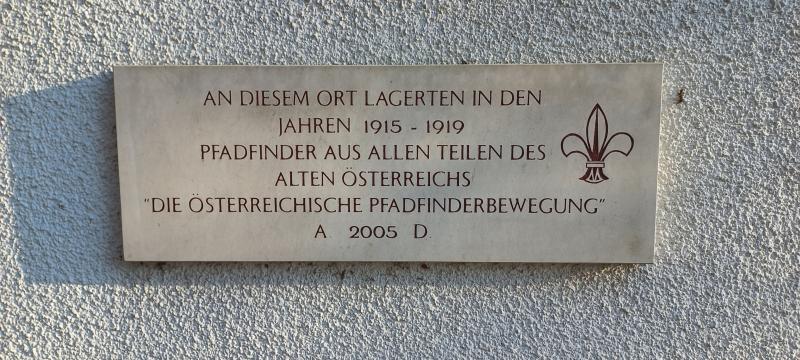 AN DIESEM ORT LAGERTEN IN DEN
JAHREN 1915 - 1919
PFADFINDER AUS ALLEN TEILEN DES
ALTEN ÖSTERREICHS
"DIE ÖSTERREICHISCHE PFADFINDERBEWEGUNG"
A. 2005 D.